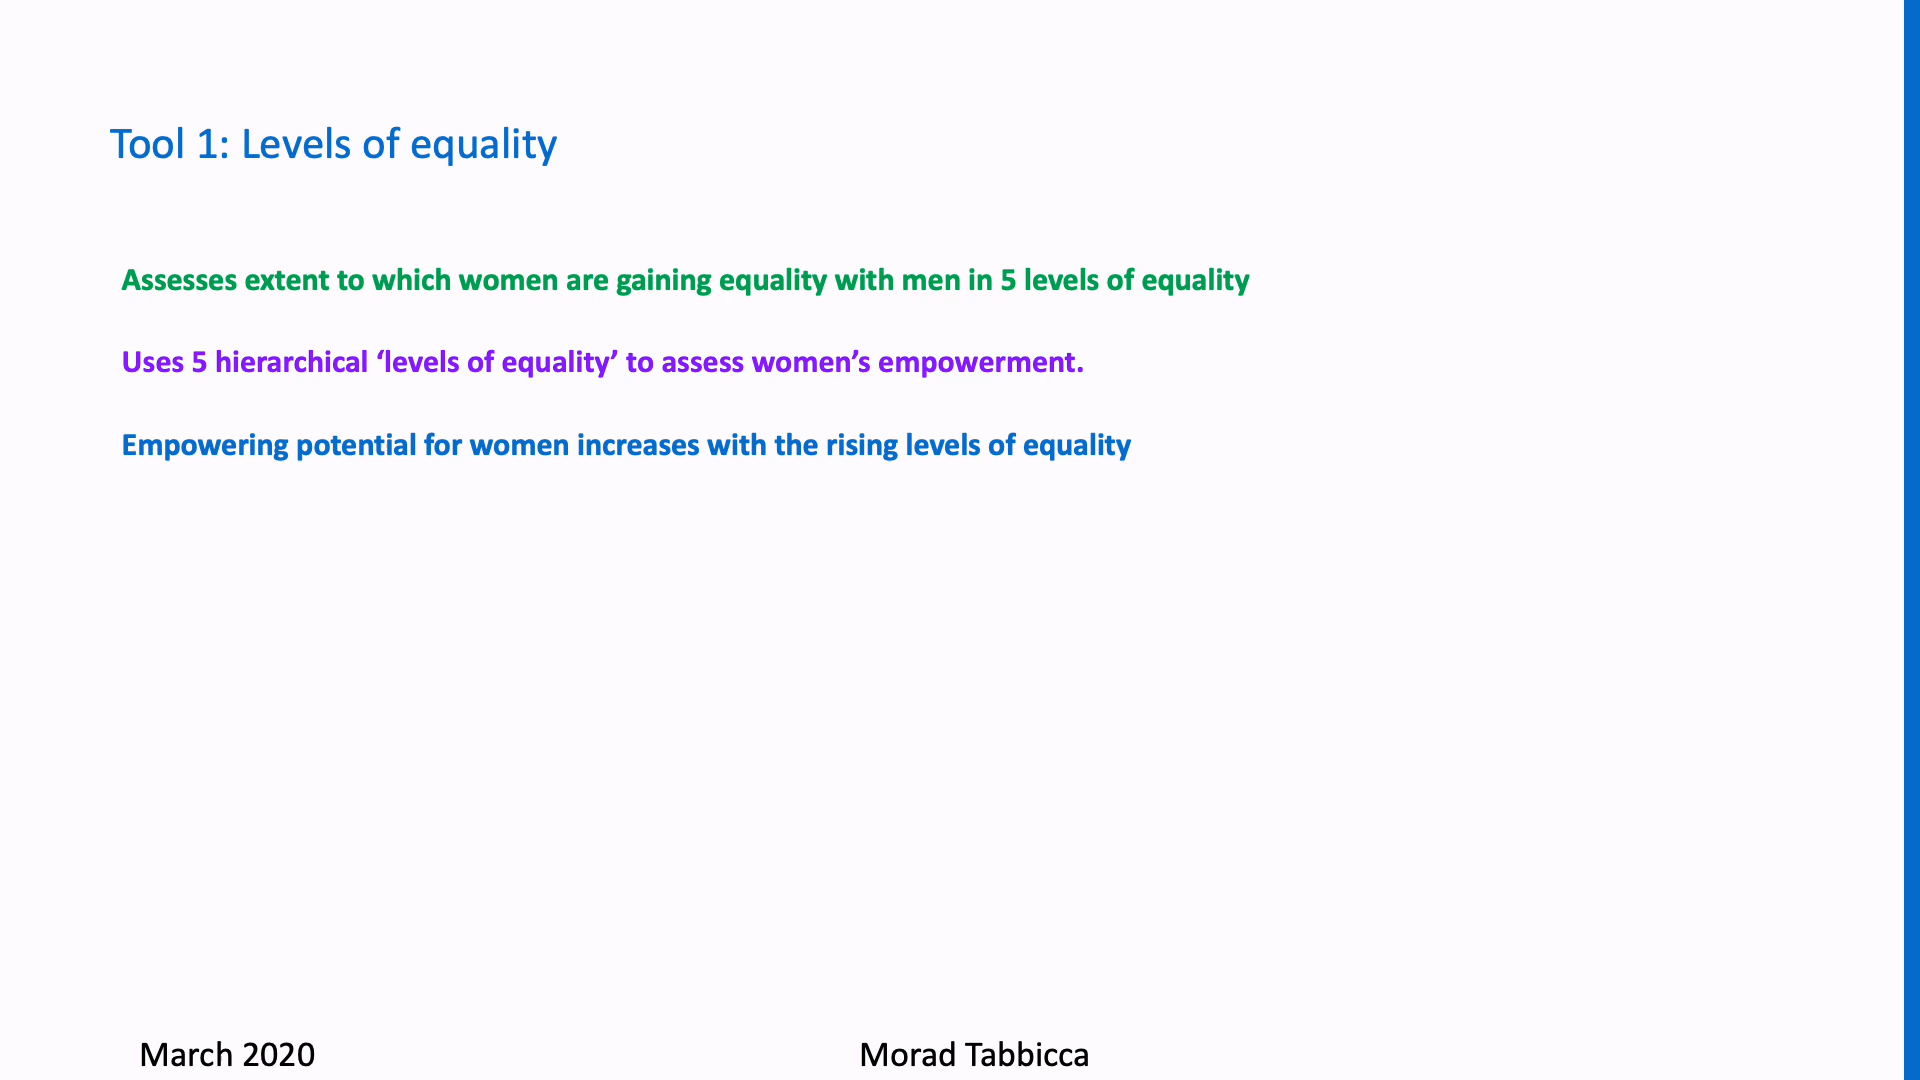 Tool 1: Levels of equality
Assesses extent to which women are gaining equality with men in 5 levels of equality
Uses 5 hierarchical ‘levels of equality’ to assess women’s empowerment.
Empowering potential for women increases with the rising levels of equality
March 2020
Morad Tabbicca